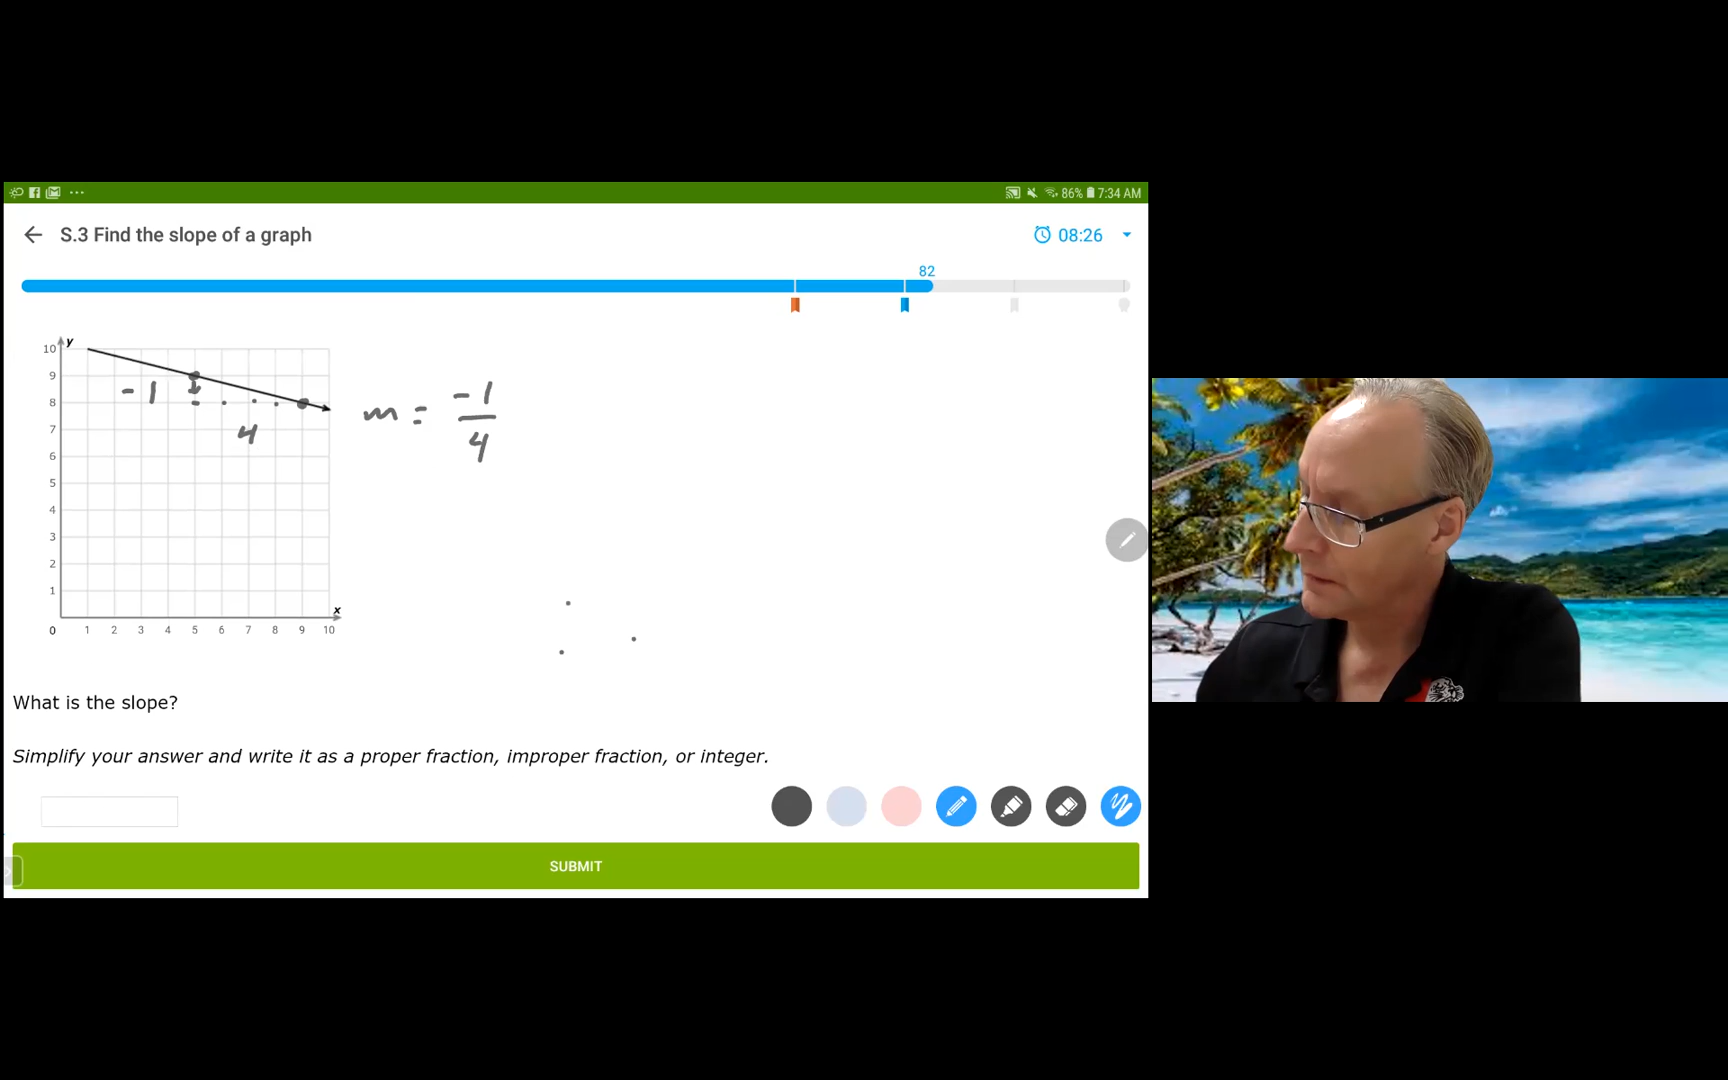 86% 7:34 AM
S.3 Find the slope of a graph
08:26
82
y
10
9
8
7
6
5
4
3
2
1
0
1 2 3 4 5 6 7 8 9 10
x
-1
4
m = -1
4
What is the slope?
Simplify your answer and write it as a proper fraction, improper fraction, or integer.
SUBMIT